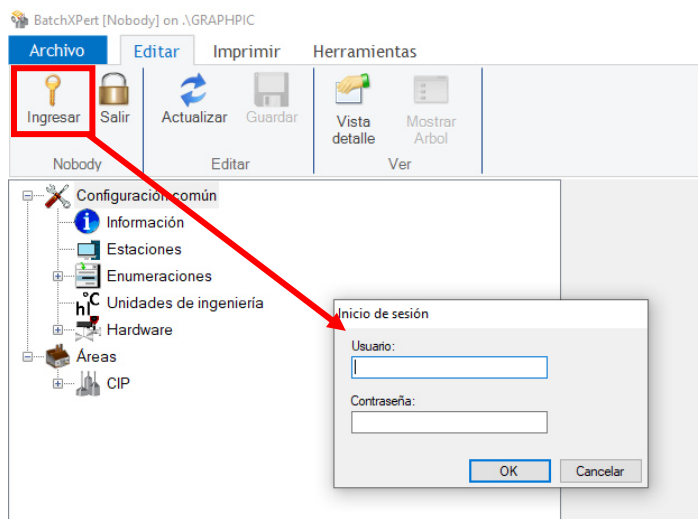 BatchXPert [Nobody] on .\GRAPHPIC
Archivo Editar Imprimir Herramientas
Ingresar Salir Actualizar Guardar Vista detalle Mostrar Arbol
Nobody Editar Ver
Configuración común
Información
Estaciones
Enumeraciones
hl°C Unidades de ingeniería
Hardware
Áreas
CIP
Inicio de sesión
Usuario:
Contraseña:
OK Cancelar